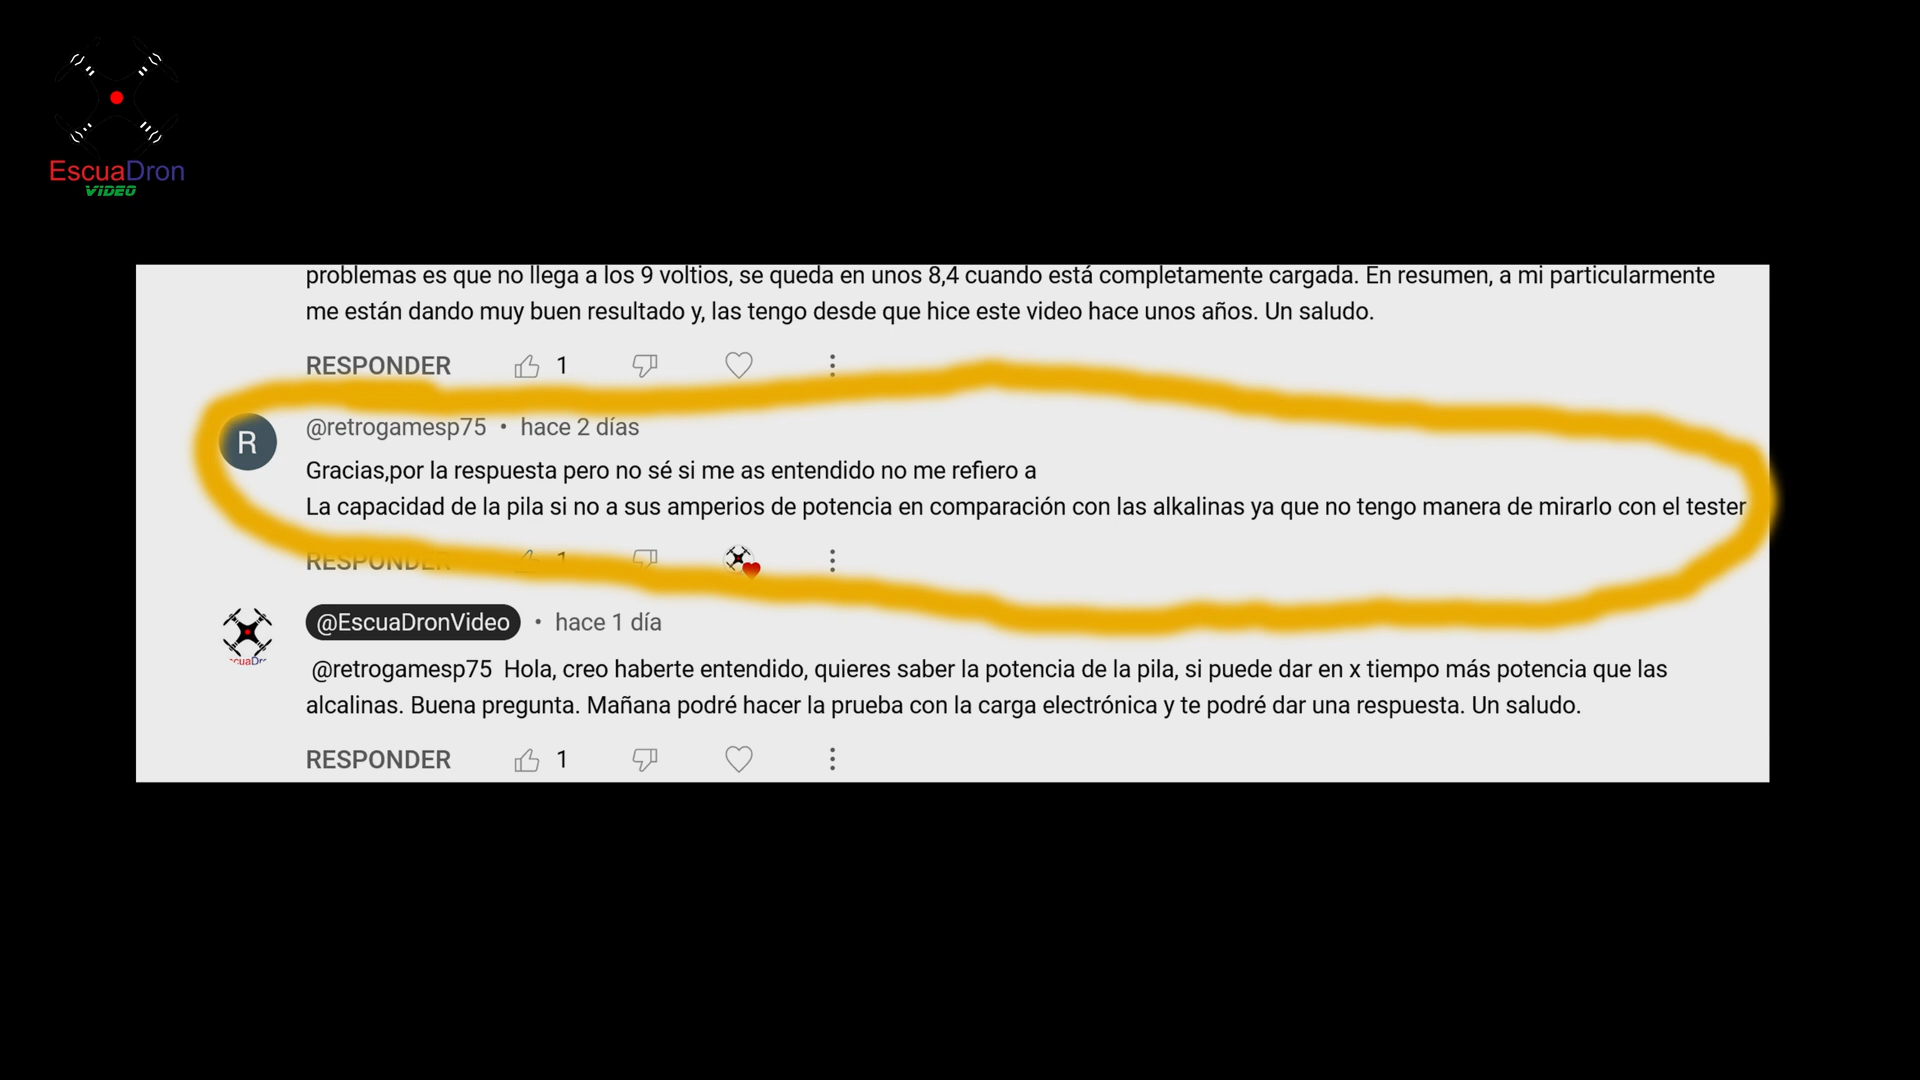 EscuaDron
VIDEO
problemas es que no llega a los 9 voltios, se queda en unos 8,4 cuando está completamente cargada. En resumen, a mi particularmente
me están dando muy buen resultado y, las tengo desde que hice este video hace unos años. Un saludo.
RESPONDER 1
R
@retrogamesp75 • hace 2 días
Gracias,por la respuesta pero no sé si me as entendido no me refiero a
La capacidad de la pila si no a sus amperios de potencia en comparación con las alkalinas ya que no tengo manera de mirarlo con el tester
RESPONDER 1
@EscuaDronVideo • hace 1 día
@retrogamesp75 Hola, creo haberte entendido, quieres saber la potencia de la pila, si puede dar en x tiempo más potencia que las
alcalinas. Buena pregunta. Mañana podré hacer la prueba con la carga electrónica y te podré dar una respuesta. Un saludo.
RESPONDER 1